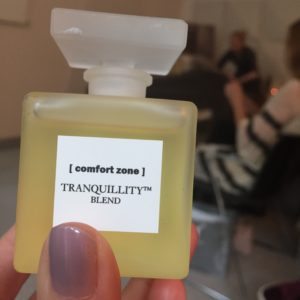 [ comfort zone ]
TRANQUILLITY™
BLEND